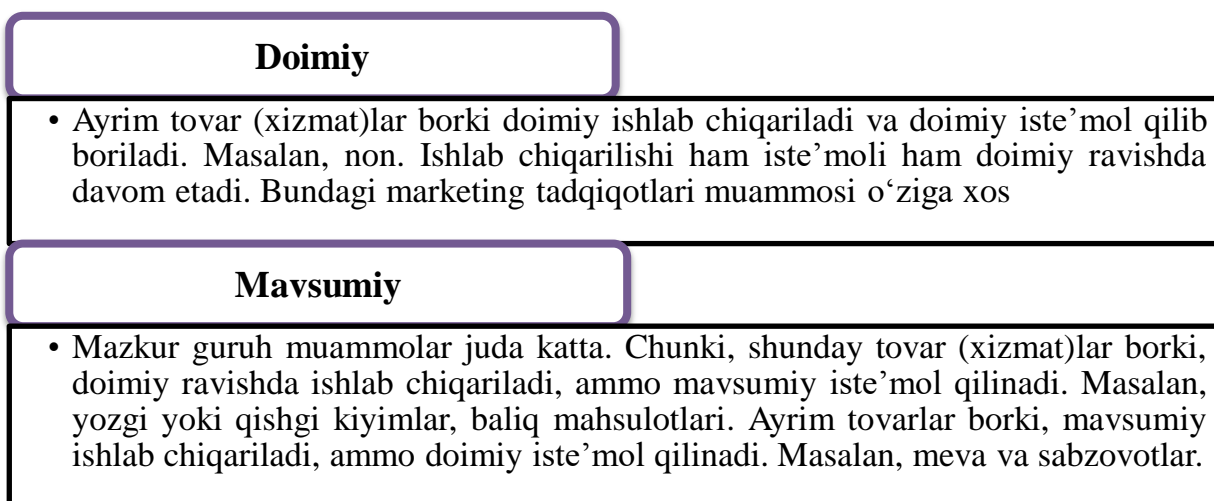 Doimiy
• Ayrim tovar (xizmat)lar borki doimiy ishlab chiqariladi va doimiy iste’mol qilib
boriladi. Masalan, non. Ishlab chiqarilishi ham iste’moli ham doimiy ravishda
davom etadi. Bundagi marketing tadqiqotlari muammosi o‘ziga xos
Mavsumiy
• Mazkur guruh muammolar juda katta. Chunki, shunday tovar (xizmat)lar borki,
doimiy ravishda ishlab chiqariladi, ammo mavsumiy iste’mol qilinadi. Masalan,
yozgi yoki qishgi kiyimlar, baliq mahsulotlari. Ayrim tovarlar borki, mavsumiy
ishlab chiqariladi, ammo doimiy iste’mol qilinadi. Masalan, meva va sabzovotlar.